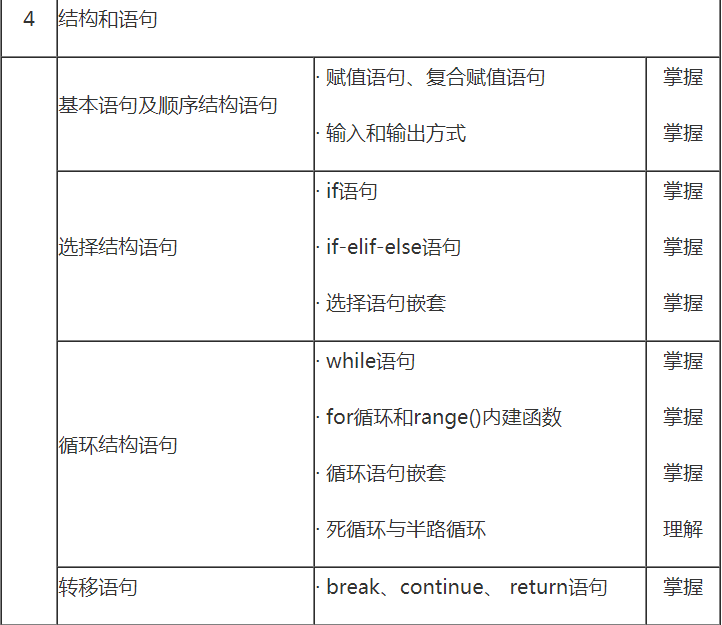 4 结构和语句
基本语句及顺序结构语句
· 赋值语句、复合赋值语句 掌握
· 输入和输出方式 掌握
选择结构语句
· if语句 掌握
· if-elif-else语句 掌握
· 选择语句嵌套 掌握
循环结构语句
· while语句 掌握
· for循环和range()内建函数 掌握
· 循环语句嵌套 掌握
· 死循环与半路循环 理解
转移语句 · break、continue、 return语句 掌握